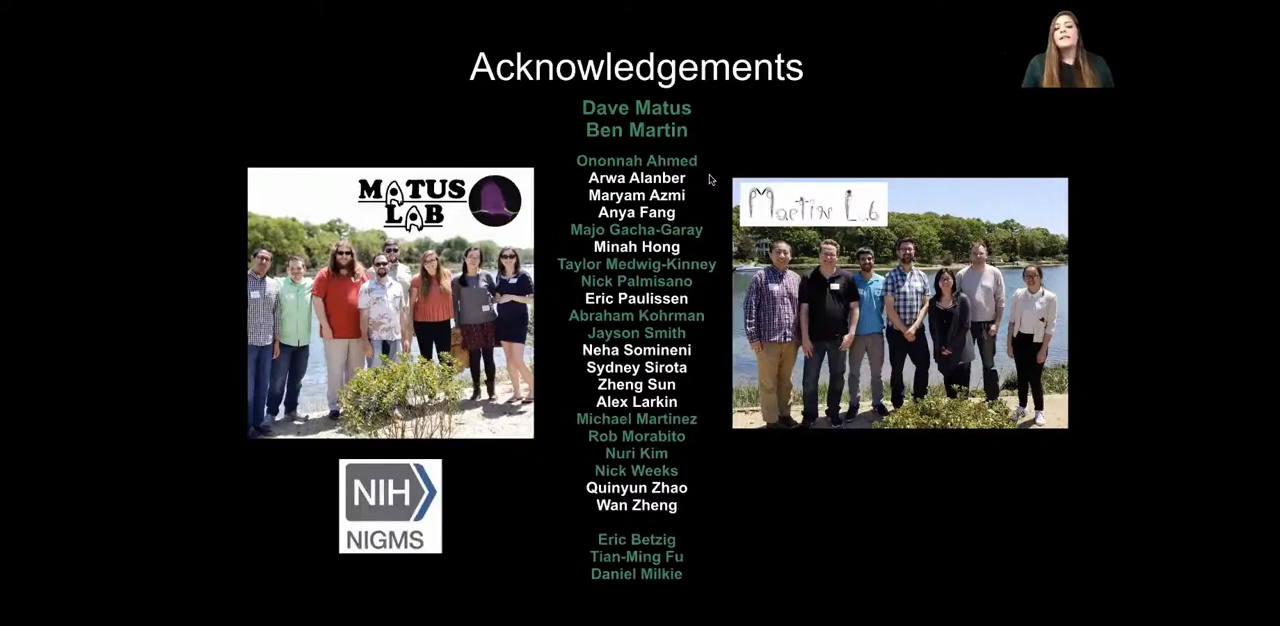 Acknowledgements
Dave Matus
Ben Martin
Ononnah Ahmed
Arwa Alanber
Maryam Azmi
Anya Fang
Majo Gacha-Garay
Minah Hong
Taylor Medwig-Kinney
Nick Palmisano
Eric Paulissen
Abraham Kohrman
Jayson Smith
Neha Somineni
Sydney Sirota
Zheng Sun
Alex Larkin
Michael Martinez
Rob Morabito
Nuri Kim
Nick Weeks
Quinyun Zhao
Wan Zheng
Eric Betzig
Tian-Ming Fu
Daniel Milkie
MATUS
LAB
NIH
NIGMS
Martin Lab